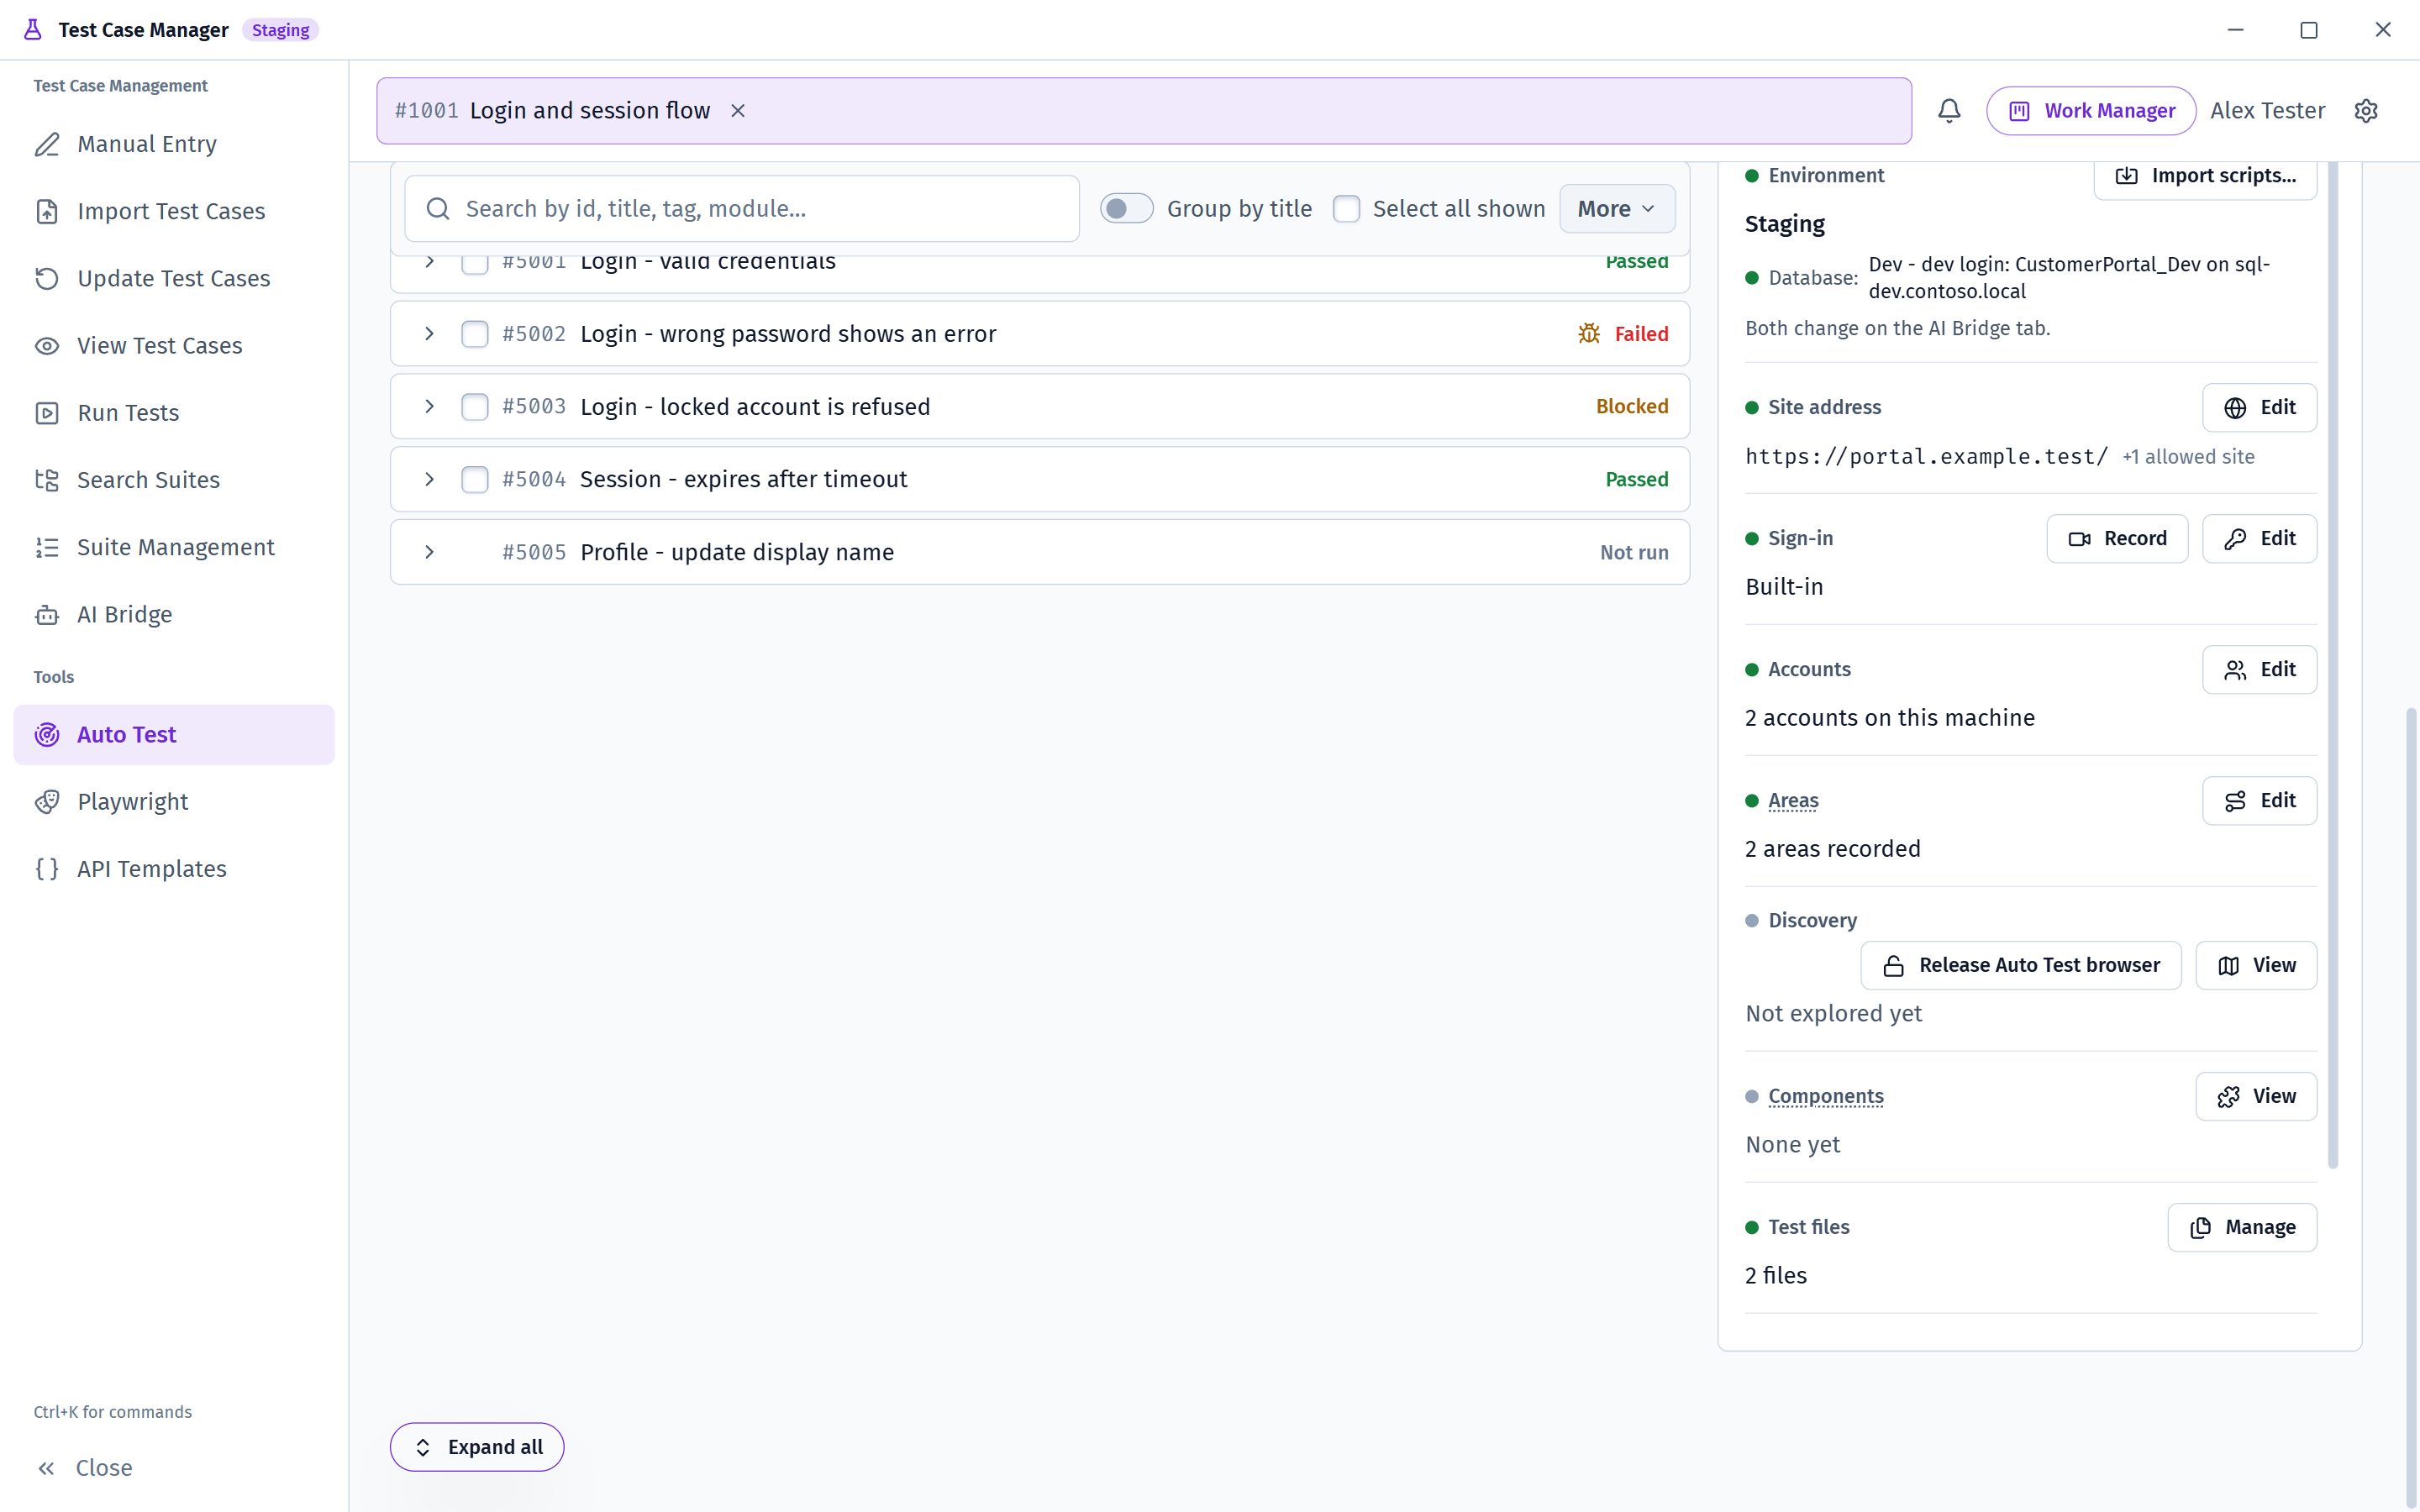 Test Case Manager Staging
Test Case Management
Manual Entry
Import Test Cases
Update Test Cases
View Test Cases
Run Tests
Search Suites
Suite Management
AI Bridge
Tools
Auto Test
Playwright
API Templates
Ctrl+K for commands
Close
#1001 Login and session flow
Work Manager
Alex Tester
Search by id, title, tag, module...
Group by title
Select all shown
More
#5001 Login - valid credentials Passed
#5002 Login - wrong password shows an error Failed
#5003 Login - locked account is refused Blocked
#5004 Session - expires after timeout Passed
#5005 Profile - update display name Not run
Expand all
Environment Import scripts...
Staging
Database: Dev - dev login: CustomerPortal_Dev on sql-
dev.contoso.local
Both change on the AI Bridge tab.
Site address Edit
https://portal.example.test/ +1 allowed site
Sign-in Record Edit
Built-in
Accounts Edit
2 accounts on this machine
Areas Edit
2 areas recorded
Discovery
Release Auto Test browser View
Not explored yet
Components View
None yet
Test files Manage
2 files